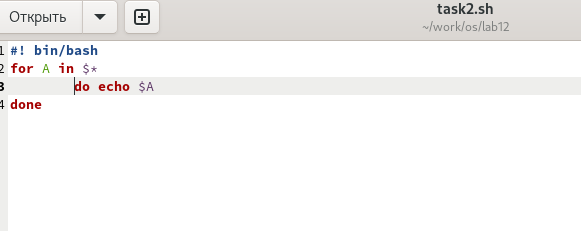 Открыть
task2.sh
~/work/os/lab12
1 #! bin/bash
2 for A in $*
3 do echo $A
4 done